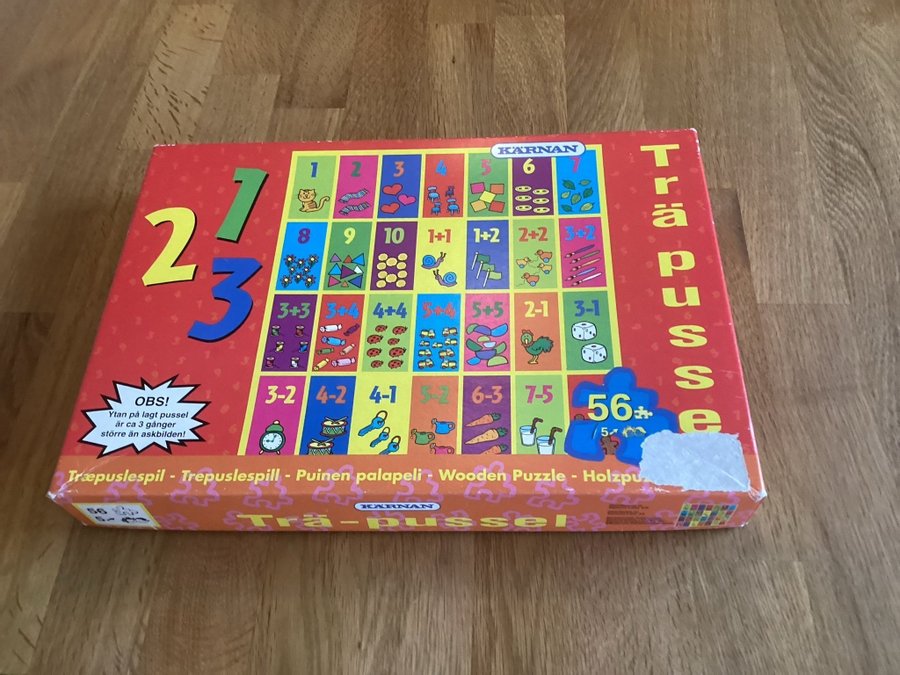 KÄRNAN
Trä pusse
2 1 3
1 2 3 4 5 6 7
8 9 10 1+1 1+2 2+2 3+2
3+3 3+4 4+4 5+4 5+5 2-1 3-1
3-2 4-2 4-1 5-2 6-3 7-5
56
5-
OBS!
Ytan på lagt pussel
är ca 3 gånger
större än askbilden!
Træpuslespil - Trepuslespill - Puinen palapeli - Wooden Puzzle - Holzpu
56
5-
KÄRNAN
Trä-pussel